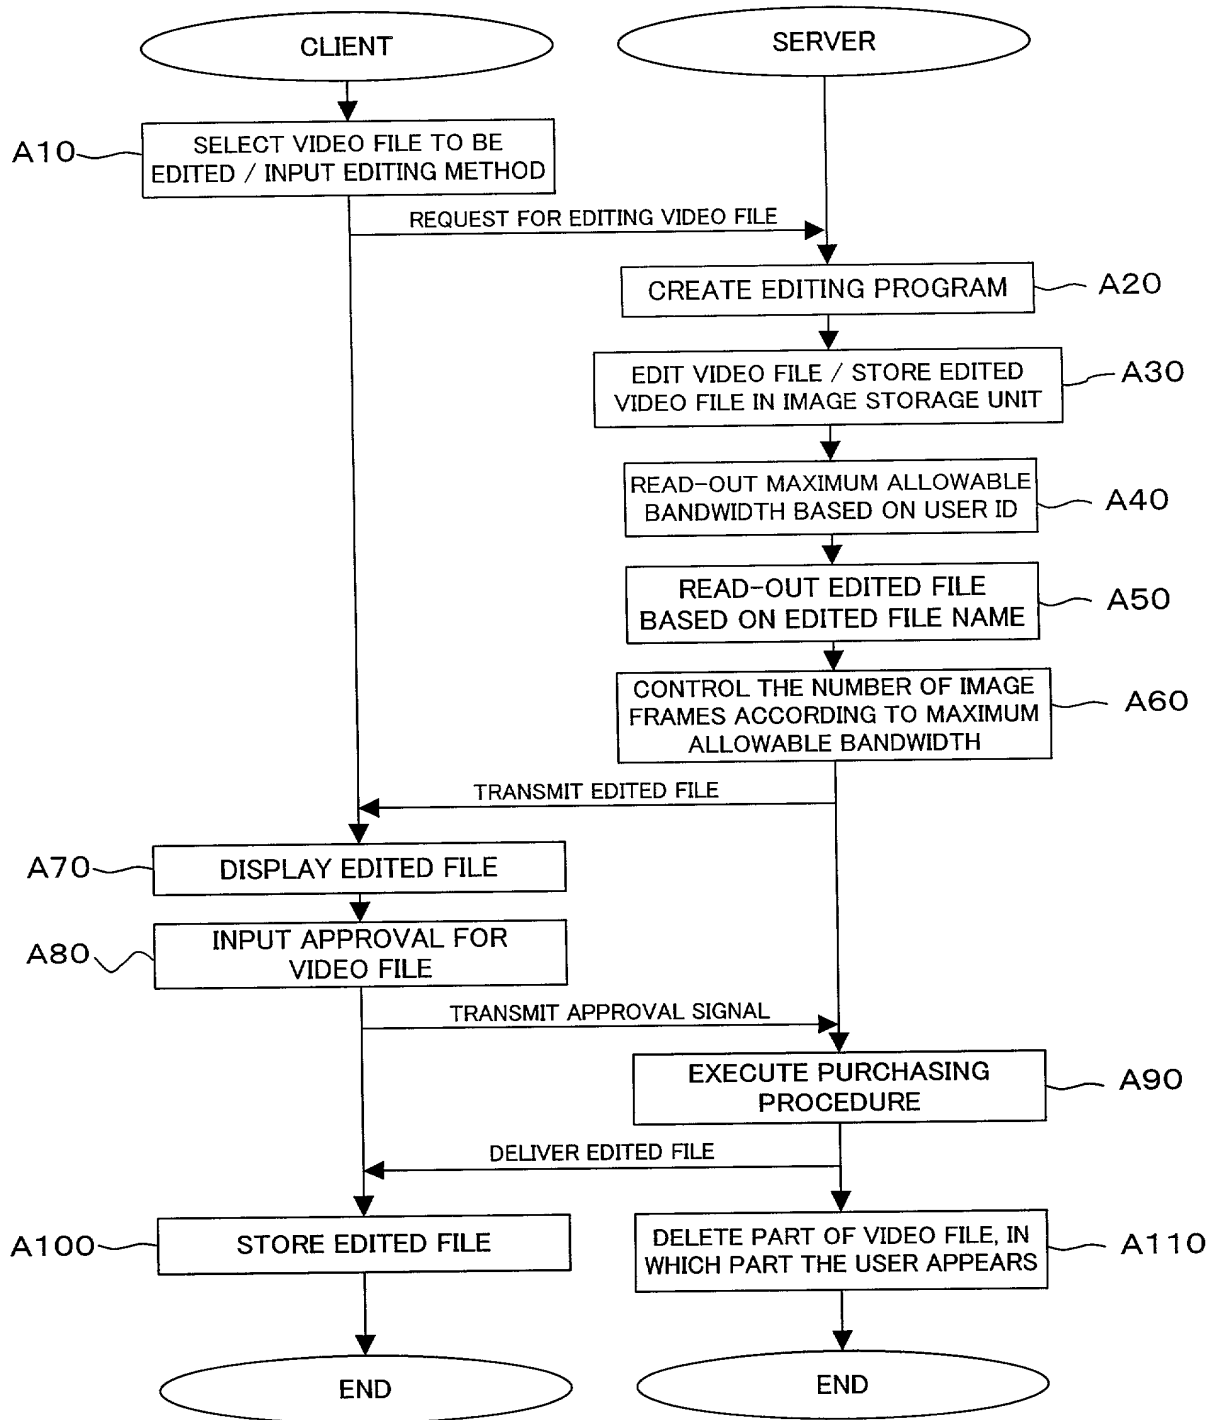 CLIENT
SERVER
A10
SELECT VIDEO FILE TO BE
EDITED / INPUT EDITING METHOD
REQUEST FOR EDITING VIDEO FILE
CREATE EDITING PROGRAM
A20
EDIT VIDEO FILE / STORE EDITED
VIDEO FILE IN IMAGE STORAGE UNIT
A30
READ-OUT MAXIMUM ALLOWABLE
BANDWIDTH BASED ON USER ID
A40
READ-OUT EDITED FILE
BASED ON EDITED FILE NAME
A50
CONTROL THE NUMBER OF IMAGE
FRAMES ACCORDING TO MAXIMUM
ALLOWABLE BANDWIDTH
A60
TRANSMIT EDITED FILE
A70
DISPLAY EDITED FILE
A80
INPUT APPROVAL FOR
VIDEO FILE
TRANSMIT APPROVAL SIGNAL
EXECUTE PURCHASING
PROCEDURE
A90
DELIVER EDITED FILE
A100
STORE EDITED FILE
DELETE PART OF VIDEO FILE, IN
WHICH PART THE USER APPEARS
A110
END
END